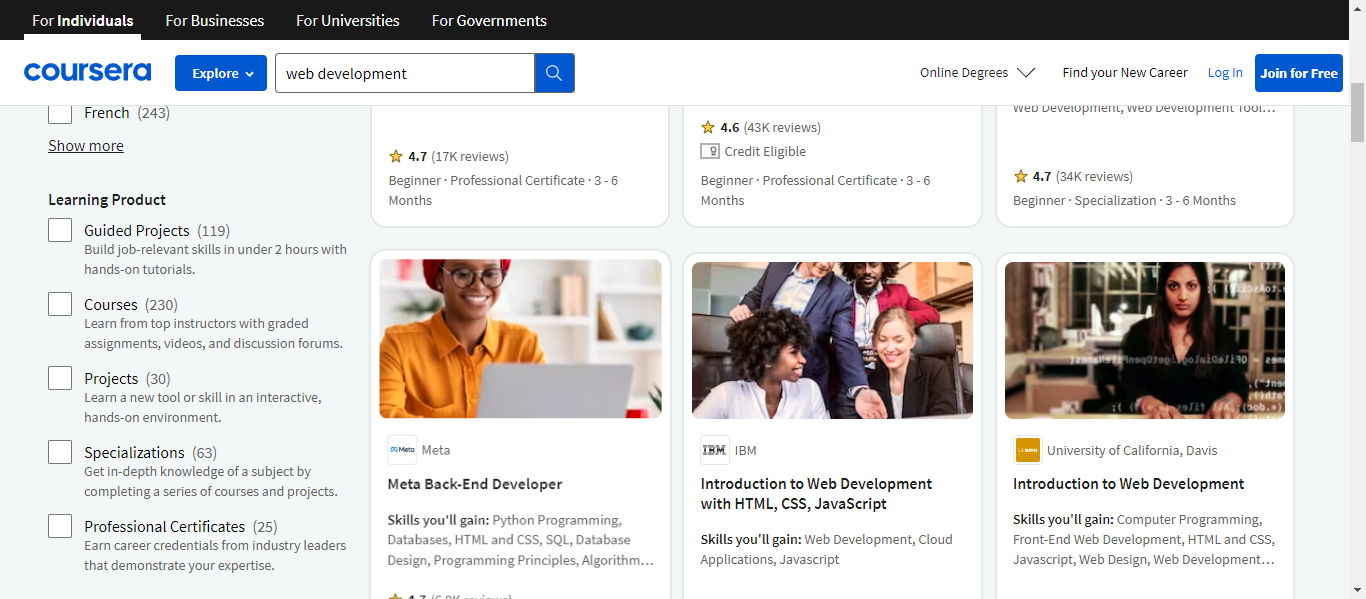 For Individuals
For Businesses
For Universities
For Governments
coursera
Explore
web development
Online Degrees
Find your New Career
Log In
Join for Free
French (243)
Show more
Learning Product
Guided Projects (119)
Build job-relevant skills in under 2 hours with
hands-on tutorials.
Courses (230)
Learn from top instructors with graded
assignments, videos, and discussion forums.
Projects (30)
Learn a new tool or skill in an interactive,
hands-on environment.
Specializations (63)
Get in-depth knowledge of a subject by
completing a series of courses and projects.
Professional Certificates (25)
Earn career credentials from industry leaders
that demonstrate your expertise.
4.7 (17K reviews)
Beginner · Professional Certificate · 3 - 6
Months
4.6 (43K reviews)
Credit Eligible
Beginner · Professional Certificate · 3 - 6
Months
Web Development, Web Development Tool...
4.7 (34K reviews)
Beginner · Specialization · 3 - 6 Months
Meta
Meta
Meta Back-End Developer
Skills you'll gain: Python Programming,
Databases, HTML and CSS, SQL, Database
Design, Programming Principles, Algorithm...
IBM
IBM
Introduction to Web Development
with HTML, CSS, JavaScript
Skills you'll gain: Web Development, Cloud
Applications, Javascript
University of California, Davis
Introduction to Web Development
Skills you'll gain: Computer Programming,
Front-End Web Development, HTML and CSS,
Javascript, Web Design, Web Development...